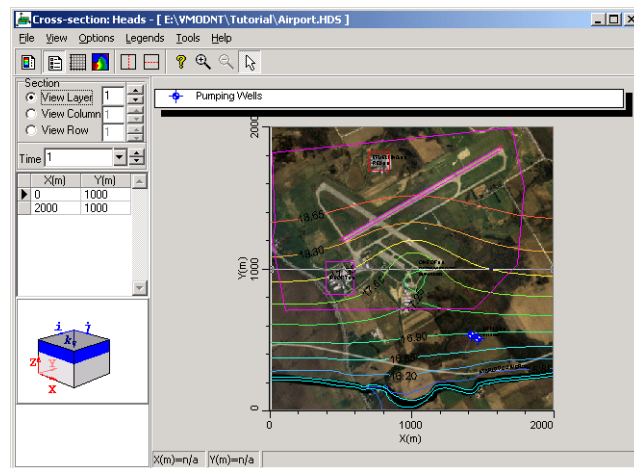 Cross-section: Heads - [ E:\VMODNT\Tutorial\Airport.HDS ]
File View Options Legends Tools Help
Section
View Layer 1
View Column 1
View Row 1
Time 1
X(m) Y(m)
0 1000
2000 1000
i j
k
Z
Y
X
Pumping Wells
2000
Y(m)
1000
0
18.65
18.30
16.90
16.20
0 1000 2000
X(m)
X(m)=n/a Y(m)=n/a